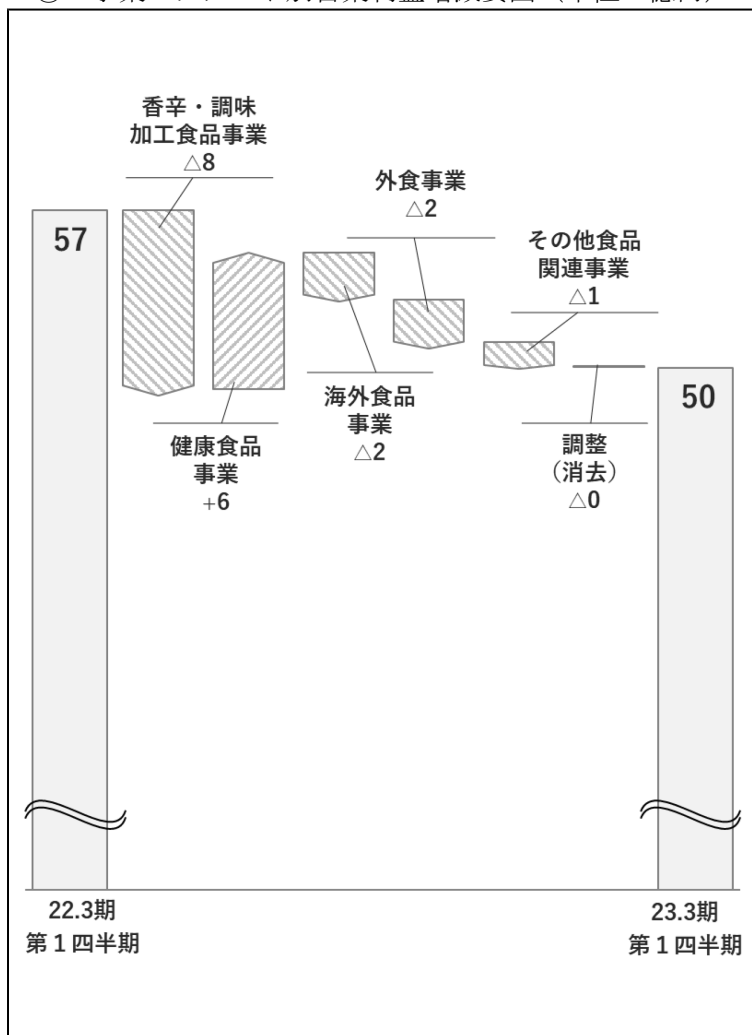 香辛・調味
加工食品事業
△8
外食事業
△2
その他食品
関連事業
△1
57
50
健康食品
事業
+6
海外食品
事業
△2
調整
（消去）
△0
22.3期
第１四半期
23.3期
第１四半期